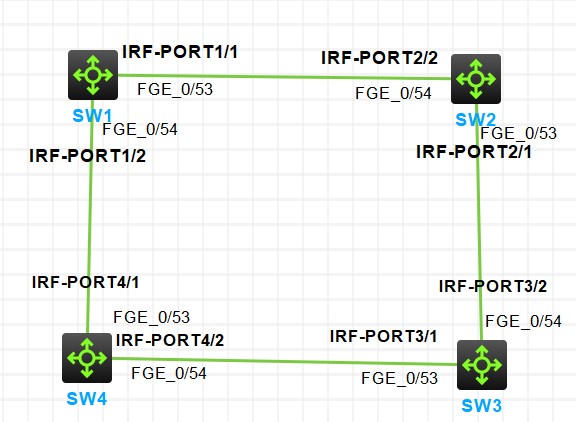 IRF-PORT1/1
IRF-PORT2/2
FGE_0/53
FGE_0/54
SW1
SW2
FGE_0/54
FGE_0/53
IRF-PORT1/2
IRF-PORT2/1
IRF-PORT4/1
IRF-PORT3/2
FGE_0/53
FGE_0/54
IRF-PORT4/2
IRF-PORT3/1
FGE_0/54
FGE_0/53
SW4
SW3